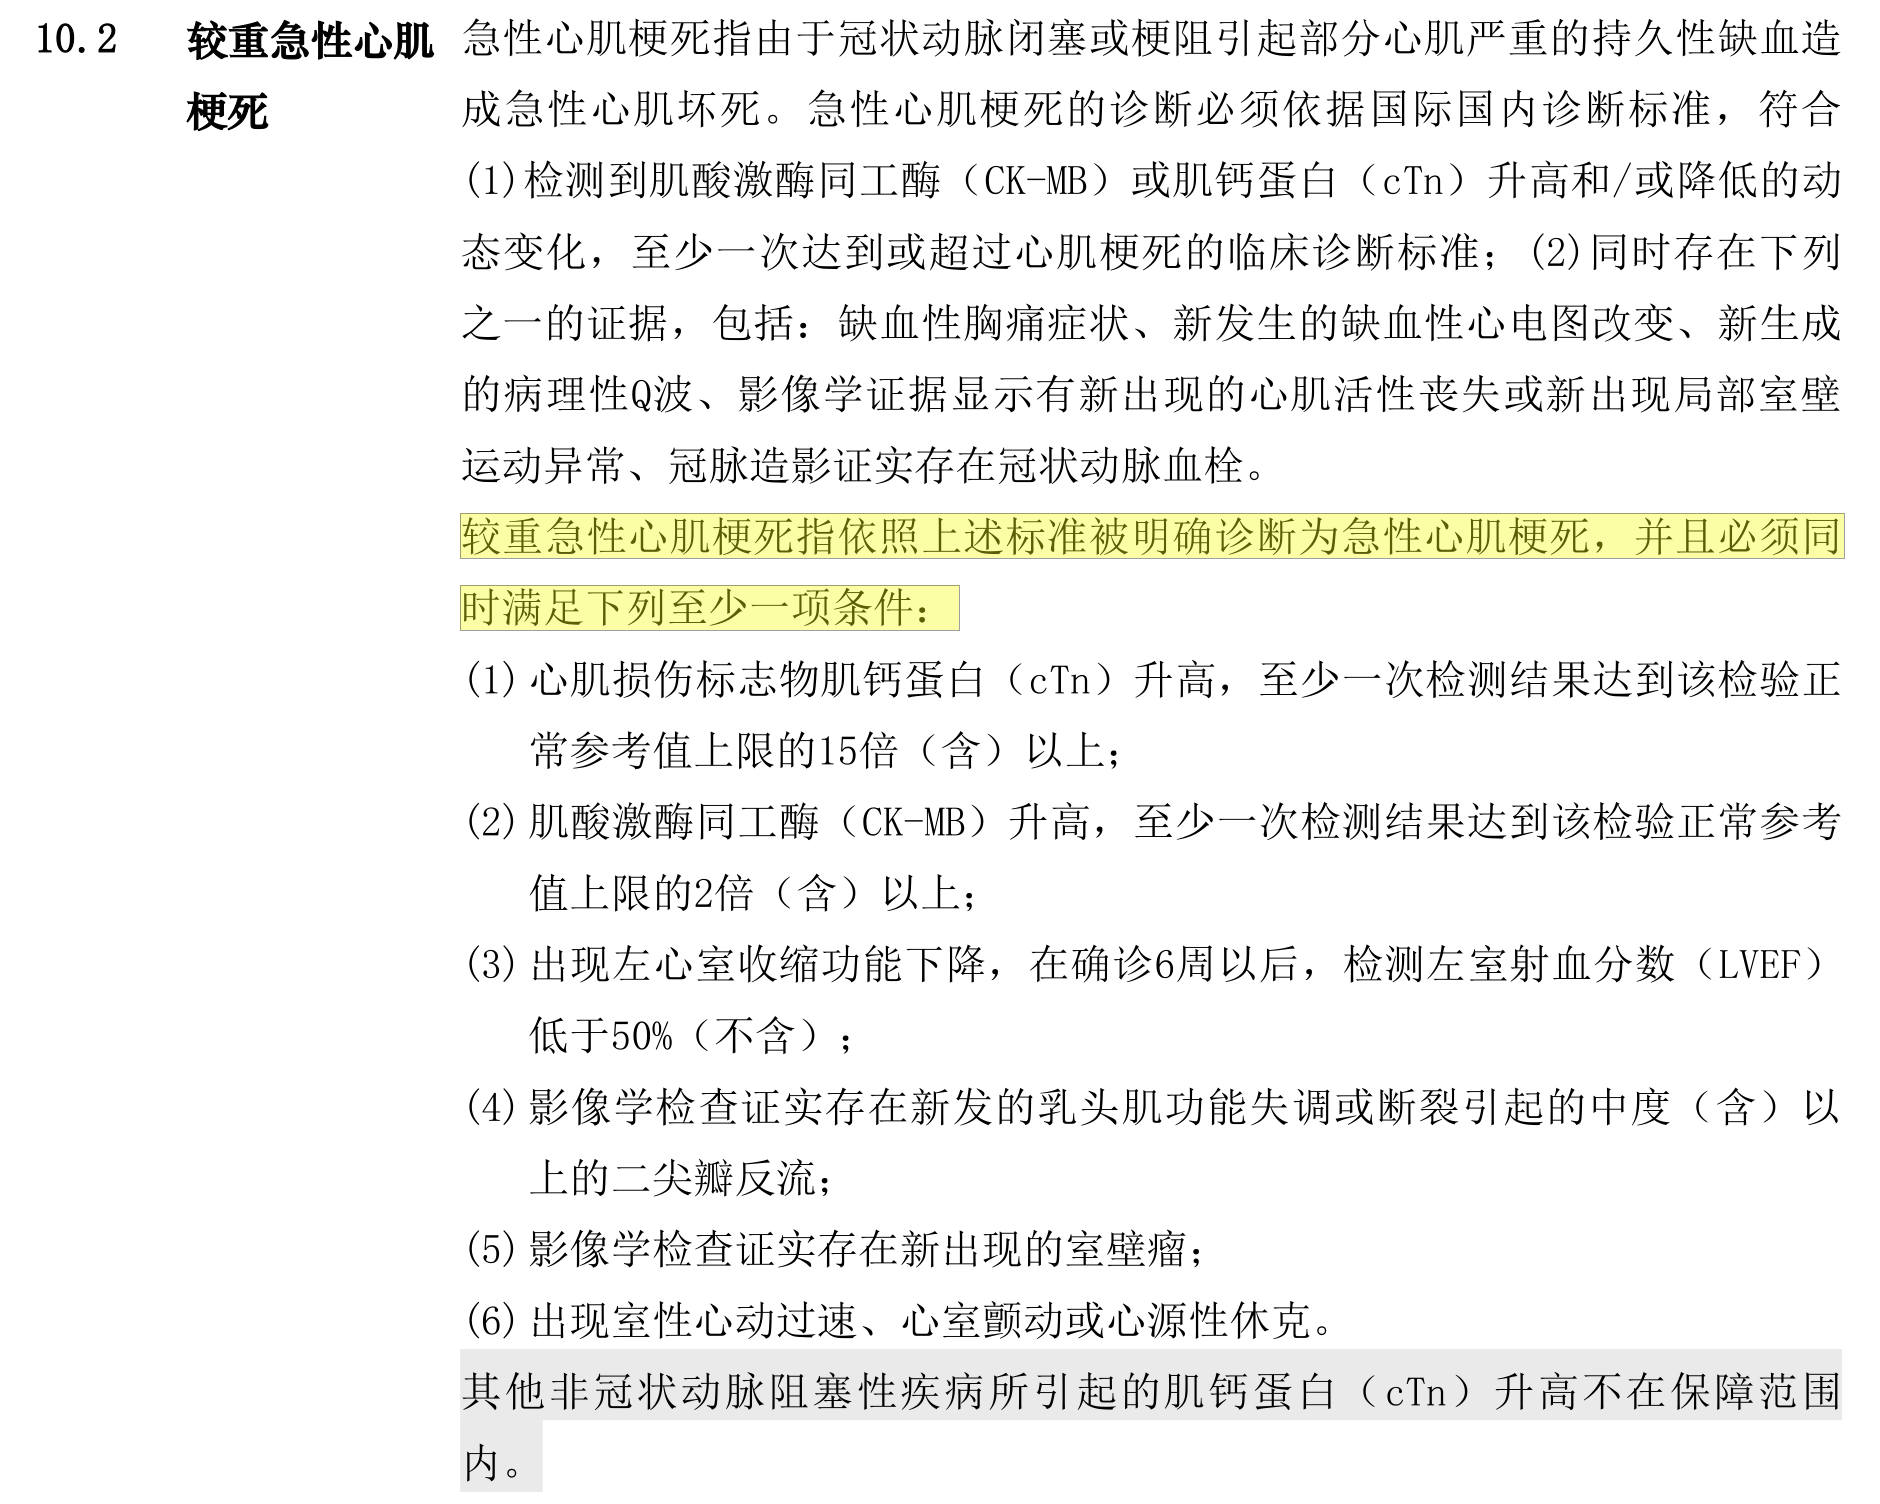 10.2 较重急性心肌 急性心肌梗死指由于冠状动脉闭塞或梗阻引起部分心肌严重的持久性缺血造
梗死 成急性心肌坏死。急性心肌梗死的诊断必须依据国际国内诊断标准，符合
(1)检测到肌酸激酶同工酶（CK-MB）或肌钙蛋白（cTn）升高和/或降低的动
态变化，至少一次达到或超过心肌梗死的临床诊断标准；(2)同时存在下列
之一的证据，包括：缺血性胸痛症状、新发生的缺血性心电图改变、新生成
的病理性Q波、影像学证据显示有新出现的心肌活性丧失或新出现局部室壁
运动异常、冠脉造影证实存在冠状动脉血栓。
较重急性心肌梗死指依照上述标准被明确诊断为急性心肌梗死，并且必须同
时满足下列至少一项条件：
(1) 心肌损伤标志物肌钙蛋白（cTn）升高，至少一次检测结果达到该检验正
常参考值上限的15倍（含）以上；
(2) 肌酸激酶同工酶（CK-MB）升高，至少一次检测结果达到该检验正常参考
值上限的2倍（含）以上；
(3) 出现左心室收缩功能下降，在确诊6周以后，检测左室射血分数（LVEF）
低于50%（不含）；
(4) 影像学检查证实存在新发的乳头肌功能失调或断裂引起的中度（含）以
上的二尖瓣反流；
(5) 影像学检查证实存在新出现的室壁瘤；
(6) 出现室性心动过速、心室颤动或心源性休克。
其他非冠状动脉阻塞性疾病所引起的肌钙蛋白（cTn）升高不在保障范围
内。